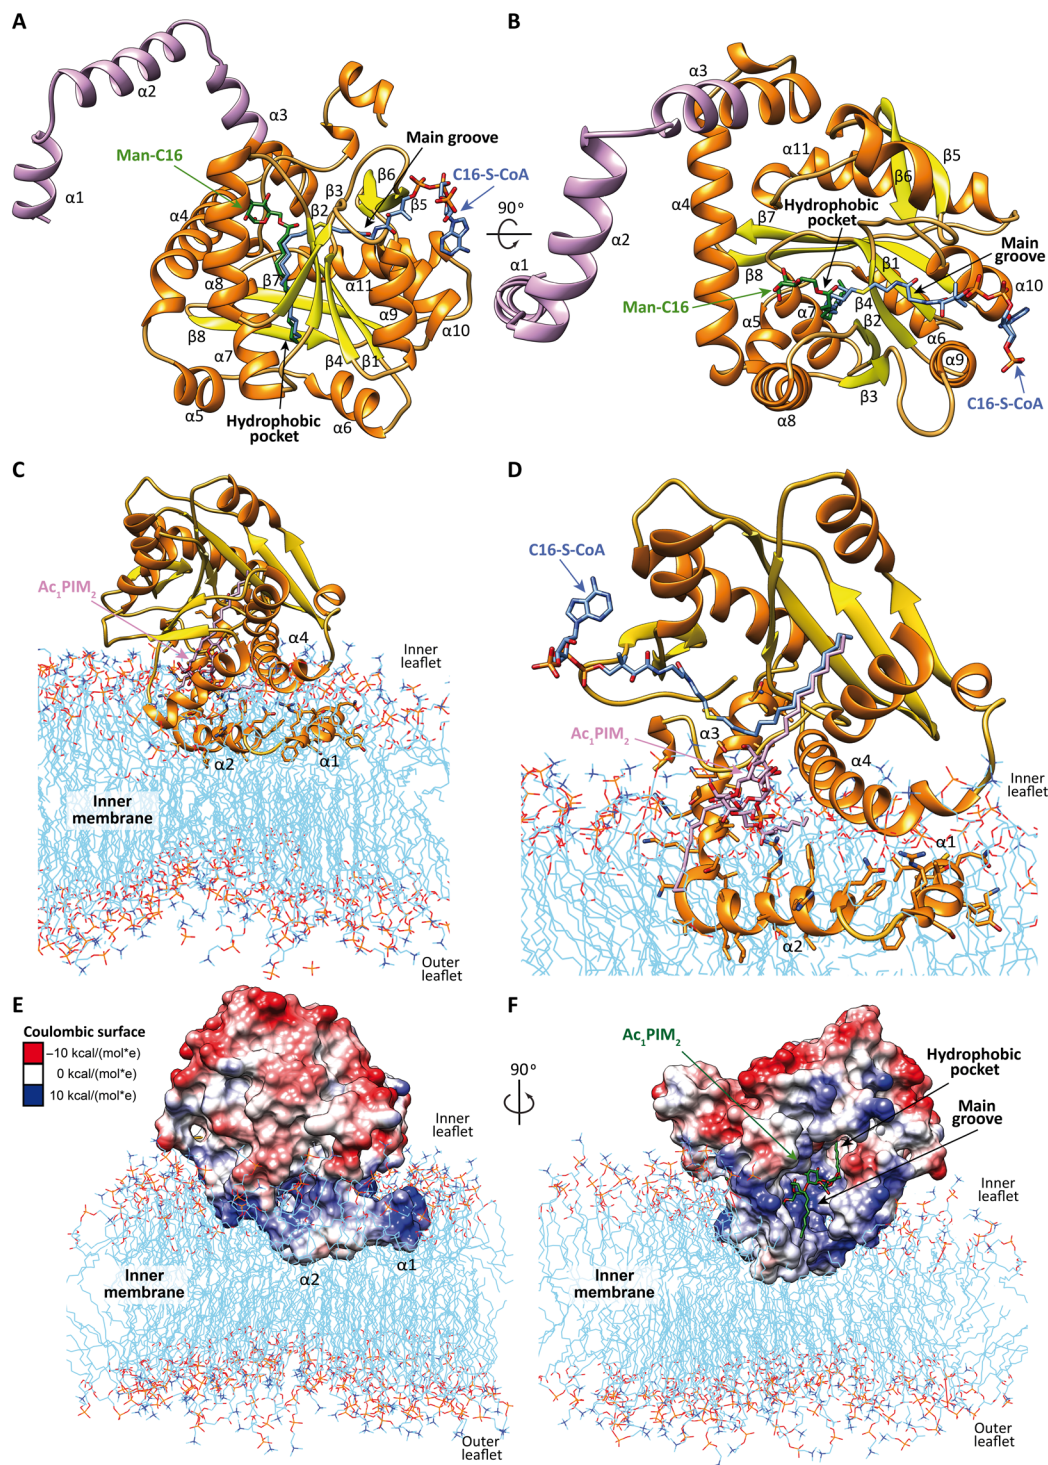 A
α2
α3
Man-C16
Main groove
α1
β3
β6
C16-S-CoA
α4
β2
β5
α8
β7
α11
α9
α10
β8
α7
β4
β1
α5
Hydrophobic
pocket
α6
90°
B
α3
α11
β5
β6
α4
β7
Hydrophobic
pocket
α2
Main
groove
β1
α1
β8
α10
Man-C16
α5
α7
β4
β2
α6
α9
β3
C16-S-CoA
α8
C
Ac₁PIM₂
α4
Inner
leaflet
α2
α1
Inner
membrane
Outer
leaflet
D
C16-S-CoA
Ac₁PIM₂
α3
α4
Inner
leaflet
α1
α2
E
Coulombic surface
−10 kcal/(mol*e)
0 kcal/(mol*e)
10 kcal/(mol*e)
Inner
leaflet
α2
α1
Inner
membrane
Outer
leaflet
90°
F
Ac₁PIM₂
Hydrophobic
pocket
Main
groove
Inner
leaflet
Inner
membrane
Outer
leaflet